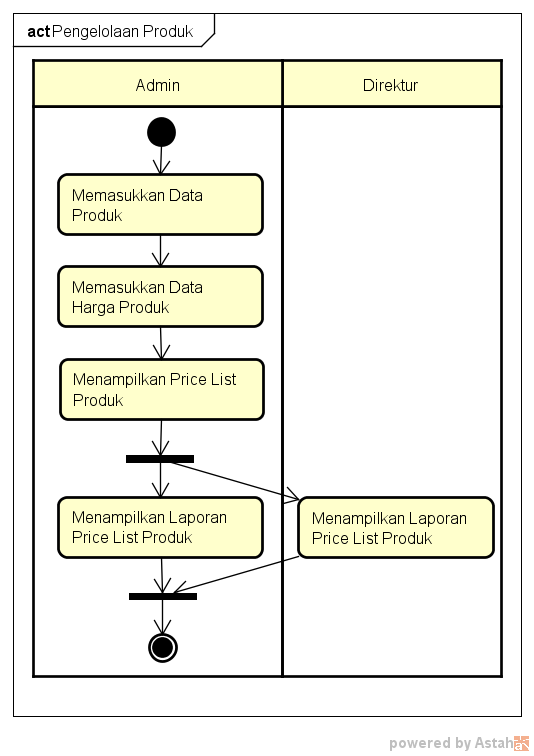 act Pengelolaan Produk
Admin
Direktur
Memasukkan Data
Produk
Memasukkan Data
Harga Produk
Menampilkan Price List
Produk
Menampilkan Laporan
Price List Produk
Menampilkan Laporan
Price List Produk
powered by Astah